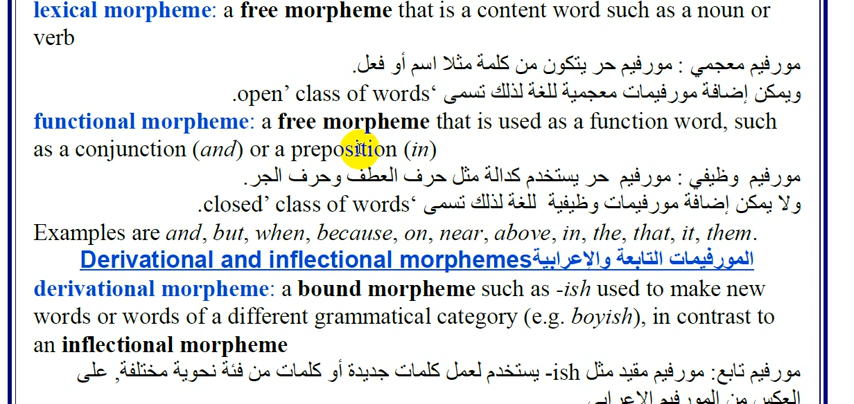 lexical morpheme: a free morpheme that is a content word such as a noun or
verb
مورفيم معجمي : مورفيم حر يتكون من كلمة مثلا اسم أو فعل.
ويمكن إضافة مورفيمات معجمية للغة لذلك تسمى ‘open’ class of words.
functional morpheme: a free morpheme that is used as a function word, such
as a conjunction (and) or a preposition (in)
مورفيم وظيفي : مورفيم حر يستخدم كدالة مثل حرف العطف وحرف الجر.
ولا يمكن إضافة مورفيمات وظيفية للغة لذلك تسمى ‘closed’ class of words.
Examples are and, but, when, because, on, near, above, in, the, that, it, them.
Derivational and inflectional morphemes المورفيمات التابعة والإعرابية
derivational morpheme: a bound morpheme such as -ish used to make new
words or words of a different grammatical category (e.g. boyish), in contrast to
an inflectional morpheme
مورفيم تابع: مورفيم مقيد مثل ish- يستخدم لعمل كلمات جديدة أو كلمات من فئة نحوية مختلفة, على
العكس من المورفيم الإعرابي